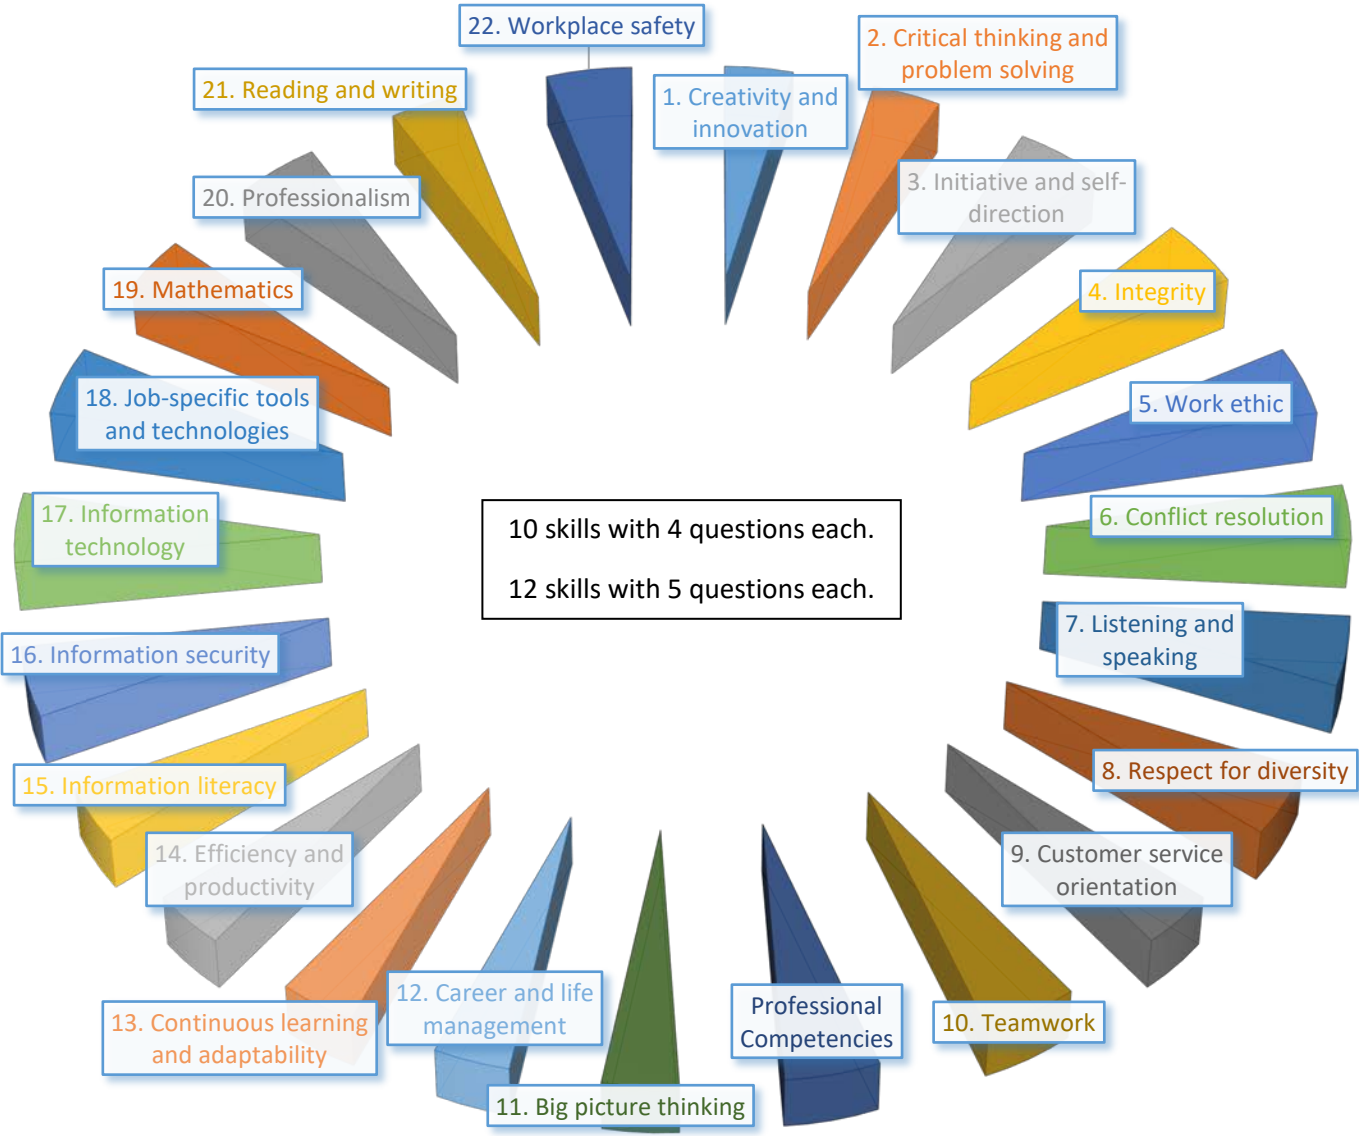 22. Workplace safety
1. Creativity and
innovation
2. Critical thinking and
problem solving
3. Initiative and self-
direction
4. Integrity
5. Work ethic
6. Conflict resolution
7. Listening and
speaking
8. Respect for diversity
9. Customer service
orientation
10. Teamwork
Professional
Competencies
11. Big picture thinking
12. Career and life
management
13. Continuous learning
and adaptability
14. Efficiency and
productivity
15. Information literacy
16. Information security
17. Information
technology
18. Job-specific tools
and technologies
19. Mathematics
20. Professionalism
21. Reading and writing
10 skills with 4 questions each.
12 skills with 5 questions each.